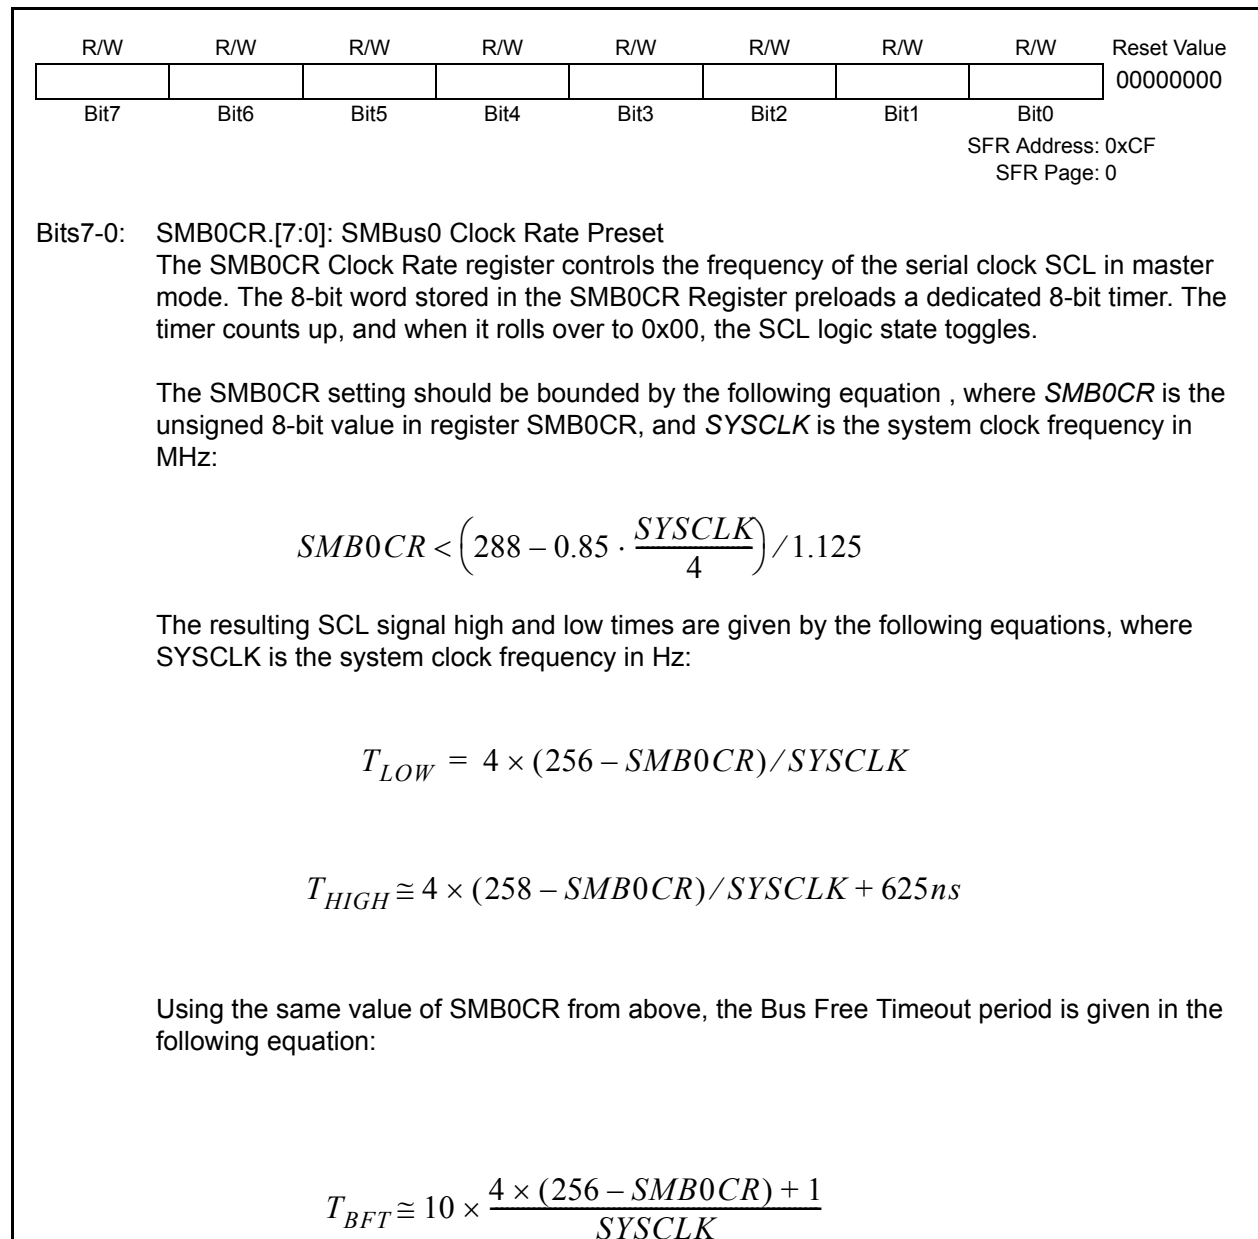 R/W R/W R/W R/W R/W R/W R/W R/W Reset Value
00000000
Bit7 Bit6 Bit5 Bit4 Bit3 Bit2 Bit1 Bit0
SFR Address: 0xCF
SFR Page: 0
Bits7-0: SMB0CR.[7:0]: SMBus0 Clock Rate Preset
The SMB0CR Clock Rate register controls the frequency of the serial clock SCL in master
mode. The 8-bit word stored in the SMB0CR Register preloads a dedicated 8-bit timer. The
timer counts up, and when it rolls over to 0x00, the SCL logic state toggles.
The SMB0CR setting should be bounded by the following equation , where SMB0CR is the
unsigned 8-bit value in register SMB0CR, and SYSCLK is the system clock frequency in
MHz:
SMB0CR < (288 – 0.85 · SYSCLK/4) / 1.125
The resulting SCL signal high and low times are given by the following equations, where
SYSCLK is the system clock frequency in Hz:
T_LOW = 4 × (256 – SMB0CR) / SYSCLK
T_HIGH ≅ 4 × (258 – SMB0CR) / SYSCLK + 625ns
Using the same value of SMB0CR from above, the Bus Free Timeout period is given in the
following equation:
T_BFT ≅ 10 × (4 × (256 – SMB0CR) + 1)/SYSCLK